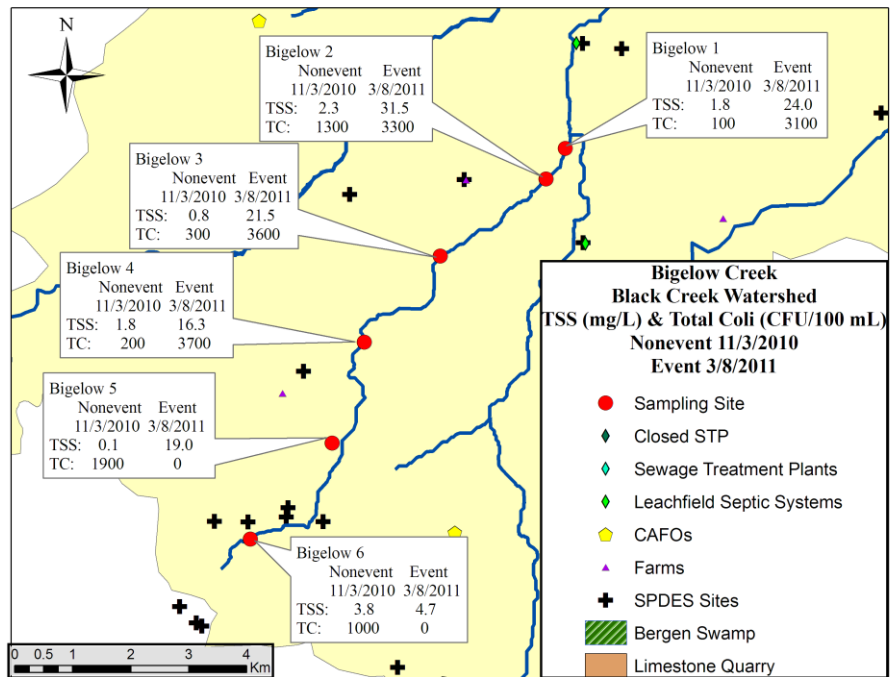 N
Bigelow 2
Nonevent Event
11/3/2010 3/8/2011
TSS: 2.3 31.5
TC: 1300 3300
Bigelow 1
Nonevent Event
11/3/2010 3/8/2011
TSS: 1.8 24.0
TC: 100 3100
Bigelow 3
Nonevent Event
11/3/2010 3/8/2011
TSS: 0.8 21.5
TC: 300 3600
Bigelow 4
Nonevent Event
11/3/2010 3/8/2011
TSS: 1.8 16.3
TC: 200 3700
Bigelow 5
Nonevent Event
11/3/2010 3/8/2011
TSS: 0.1 19.0
TC: 1900 0
Bigelow 6
Nonevent Event
11/3/2010 3/8/2011
TSS: 3.8 4.7
TC: 1000 0
Bigelow Creek
Black Creek Watershed
TSS (mg/L) & Total Coli (CFU/100 mL)
Nonevent 11/3/2010
Event 3/8/2011
Sampling Site
Closed STP
Sewage Treatment Plants
Leachfield Septic Systems
CAFOs
Farms
SPDES Sites
Bergen Swamp
Limestone Quarry
0 0.5 1 2 3 4
Km